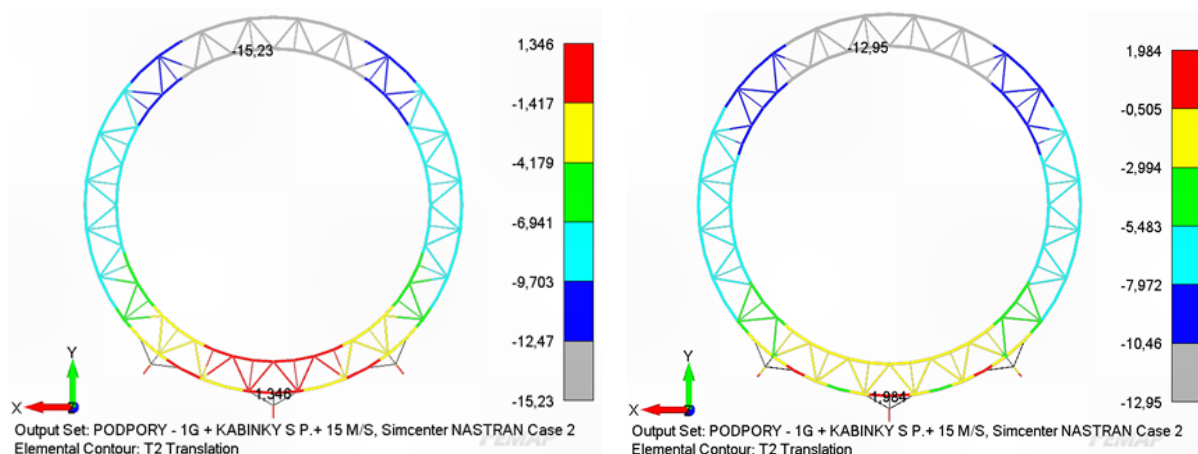 -15,23
1,346
-1,417
-4,179
-6,941
-9,703
-12,47
-15,23
1,346
Y
X
Output Set: PODPORY - 1G + KABINKY S P.+ 15 M/S, Simcenter NASTRAN Case 2
Elemental Contour: T2 Translation
FEMAP
-12,95
1,984
-0,505
-2,994
-5,483
-7,972
-10,46
-12,95
1,984
Y
X
Output Set: PODPORY - 1G + KABINKY S P.+ 15 M/S, Simcenter NASTRAN Case 2
Elemental Contour: T2 Translation
FEMAP